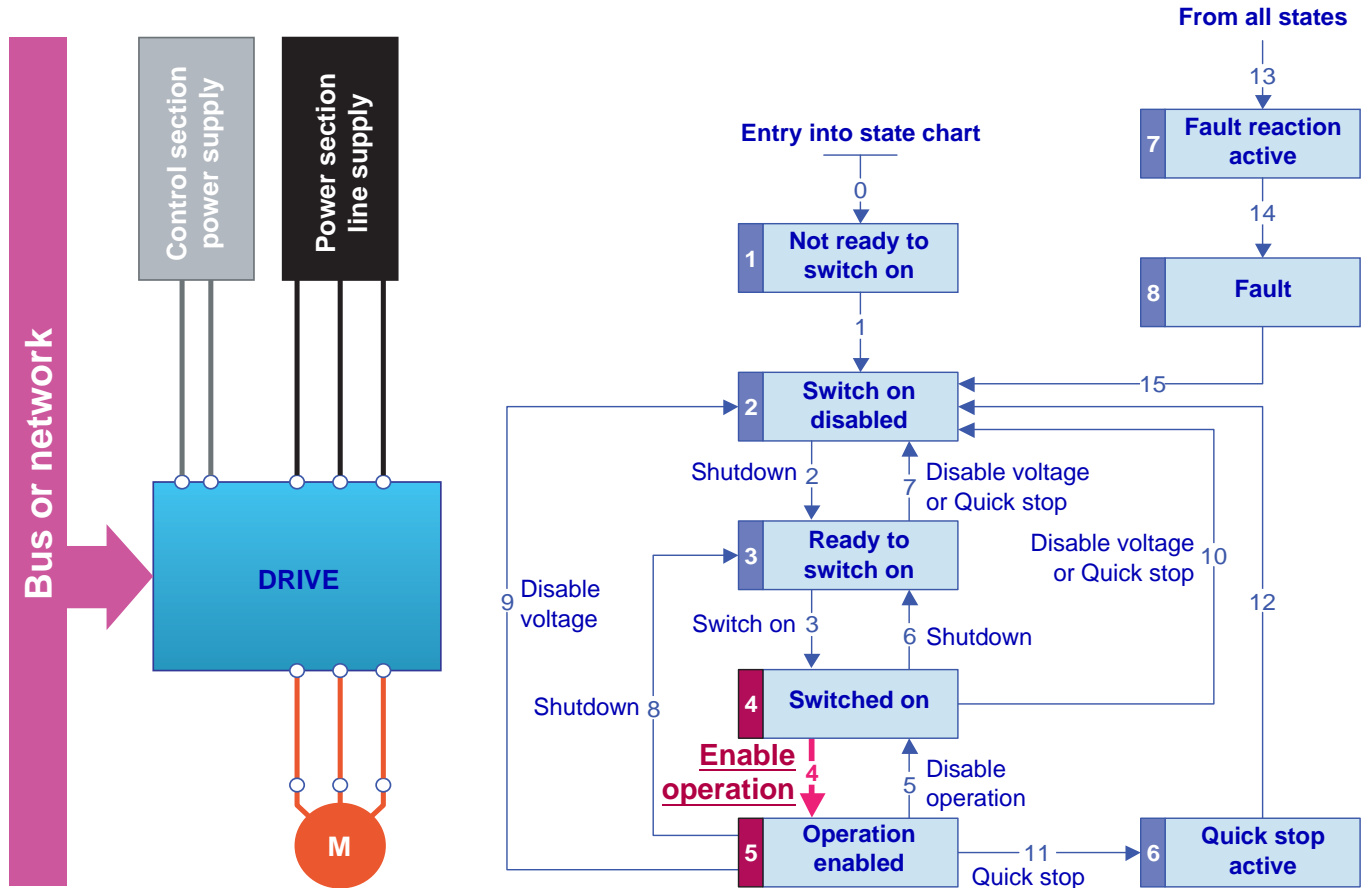 Bus or network
Control section
power supply
Power section
line supply
DRIVE
M
From all states
13
7
Fault reaction
active
14
8
Fault
15
Entry into state chart
0
1
Not ready to
switch on
1
2
Switch on
disabled
Shutdown 2
7
Disable voltage
or Quick stop
3
Ready to
switch on
Disable voltage
or Quick stop
10
12
9 Disable
voltage
Switch on 3
6 Shutdown
4
Switched on
Shutdown 8
Enable
operation
4
5
Disable
operation
5
Operation
enabled
11
Quick stop
6
Quick stop
active